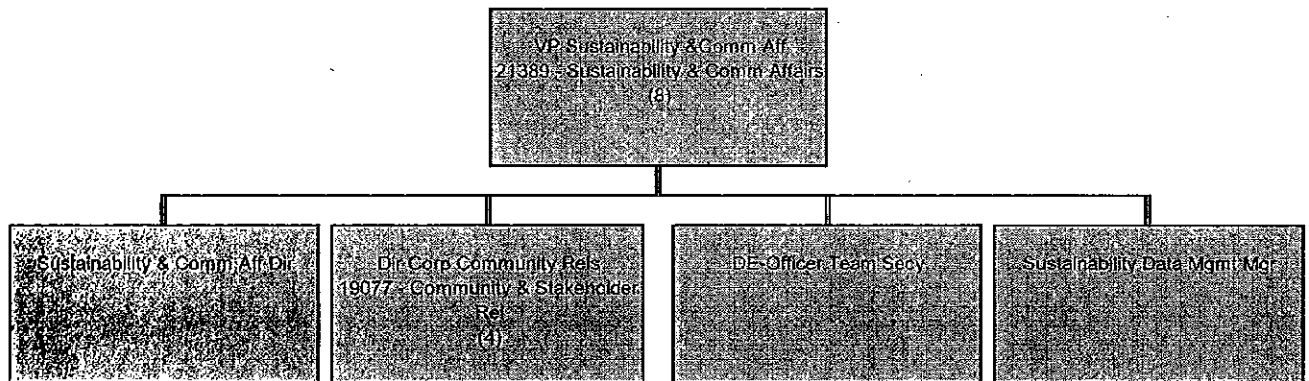 VP Sustainability &Comm Aff
21389 - Sustainability & Comm Affairs
(8)
Sustainability & Comm Aff Dir
Dir Corp Community Rels
19077 - Community & Stakeholder
Rel
(4)
DE-Officer Team Secy
Sustainability Data Mgmt Mgr